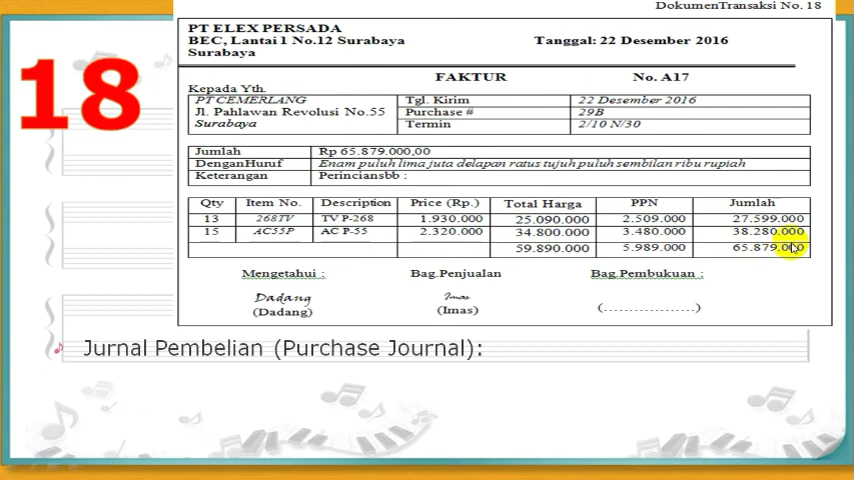 DokumenTransaksi No. 18
18
PT ELEX PERSADA
BEC, Lantai 1 No.12 Surabaya
Surabaya
Tanggal: 22 Desember 2016
FAKTUR No. A17
Kepada Yth.
PT CEMERLANG Tgl. Kirim 22 Desember 2016
Jl. Pahlawan Revolusi No.55 Purchase # 29B
Surabaya Termin 2/10 N/30
Jumlah Rp 65.879.000,00
DenganHuruf Enam puluh lima juta delapan ratus tujuh puluh sembilan ribu rupiah
Keterangan Perinciansbb :
Qty Item No. Description Price (Rp.) Total Harga PPN Jumlah
13 268TV TV P-268 1.930.000 25.090.000 2.509.000 27.599.000
15 AC55P AC P-55 2.320.000 34.800.000 3.480.000 38.280.000
59.890.000 5.989.000 65.879.000
Mengetahui : Bag.Penjualan Bag.Pembukuan :
Dadang Imas
(Dadang) (Imas) (..................)
Jurnal Pembelian (Purchase Journal):